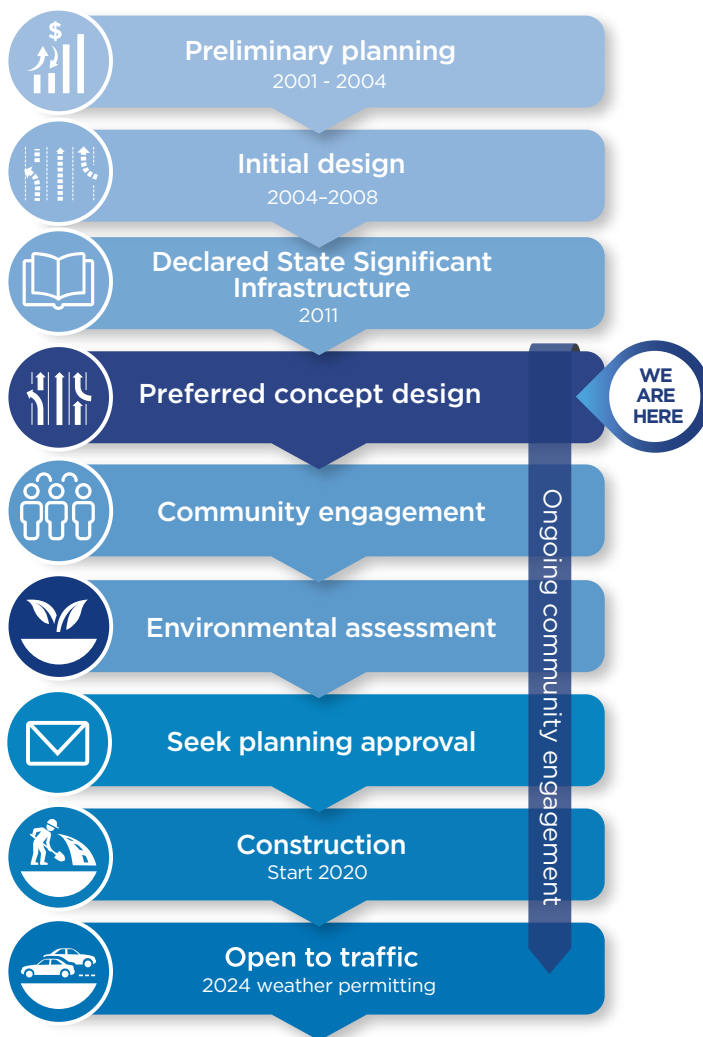 $
Preliminary planning
2001 - 2004
Initial design
2004–2008
Declared State Significant
Infrastructure
2011
Preferred concept design
WE
ARE
HERE
Community engagement
Environmental assessment
Seek planning approval
Construction
Start 2020
Open to traffic
2024 weather permitting
Ongoing community engagement